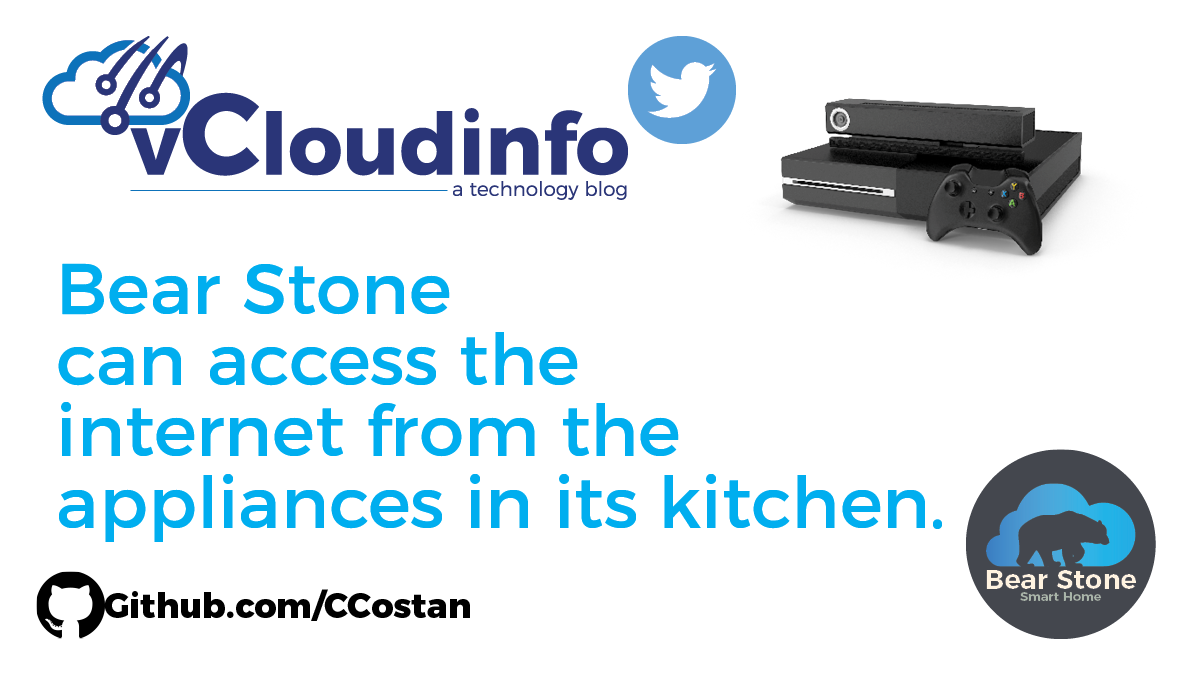 vCloudinfo
a technology blog
Bear Stone
can access the
internet from the
appliances in its kitchen.
Bear Stone
Smart Home
Github.com/CCostan